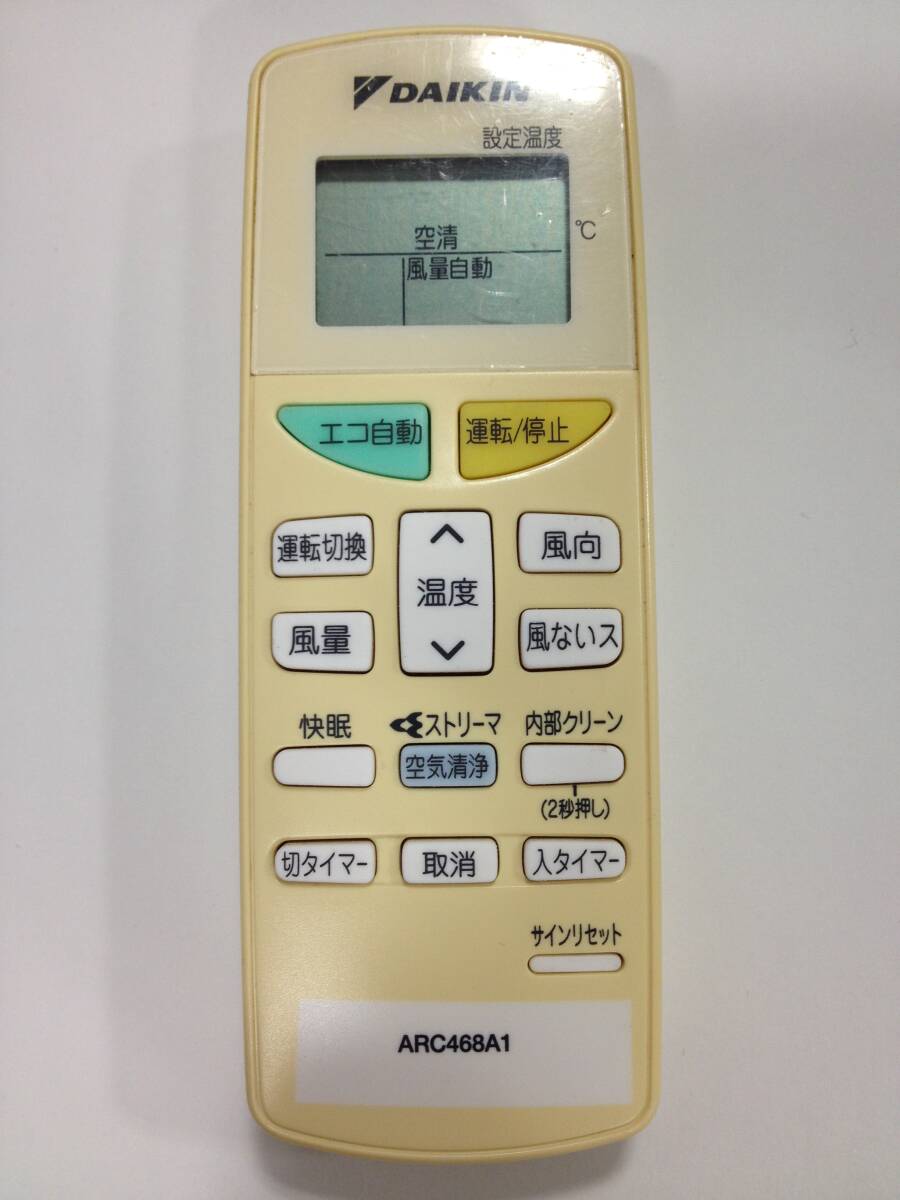 DAIKIN
設定温度
℃
空清
風量自動
エコ自動 運転/停止
運転切換 風向
温度
風量 風ないス
快眠 ストリーマ 内部クリーン
空気清浄
(2秒押し)
切タイマー 取消 入タイマー
サインリセット
ARC468A1